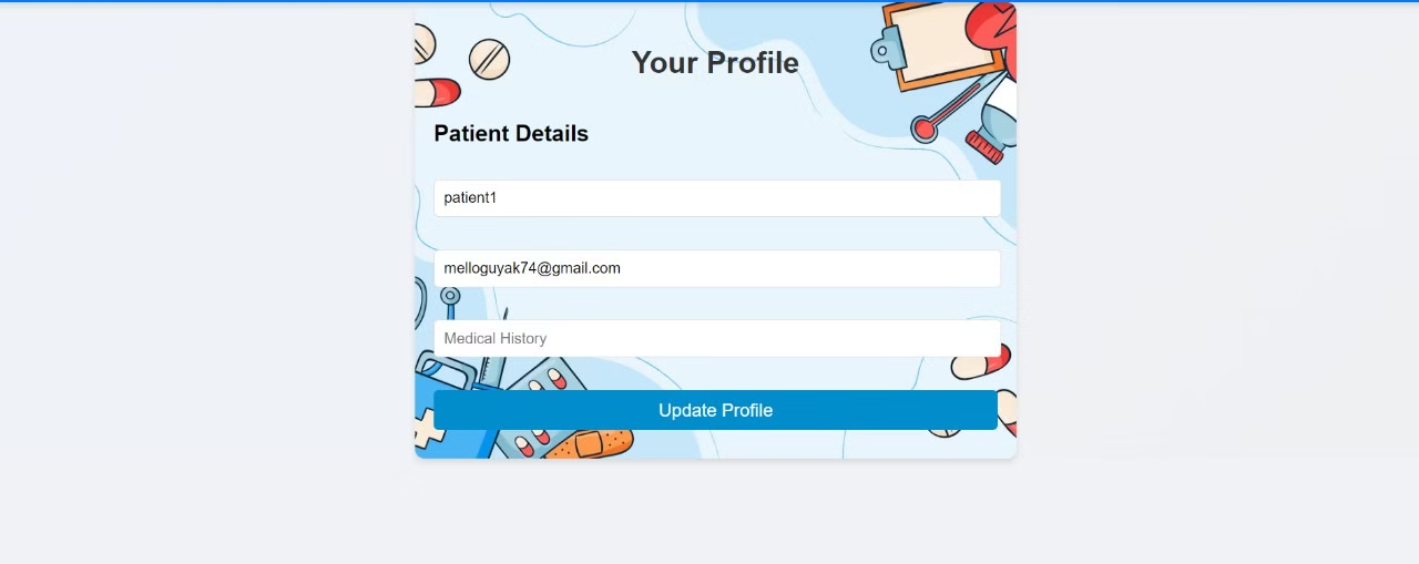 Your Profile
Patient Details
patient1
melloguyak74@gmail.com
Medical History
Update Profile